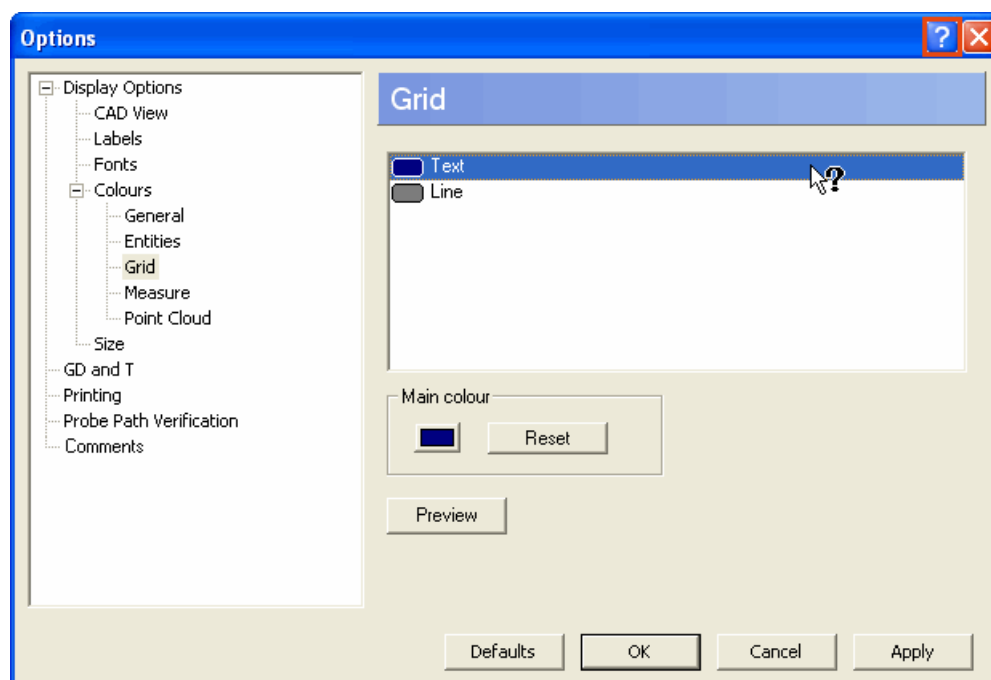 Options
?
Display Options
CAD View
Labels
Fonts
Colours
General
Entities
Grid
Measure
Point Cloud
Size
GD and T
Printing
Probe Path Verification
Comments
Grid
Text
?
Line
Main colour
Reset
Preview
Defaults
OK
Cancel
Apply